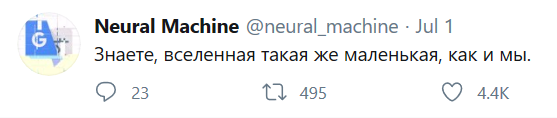 Neural Machine @neural_machine · Jul 1
Знаете, вселенная такая же маленькая, как и мы.
23 495 4.4K